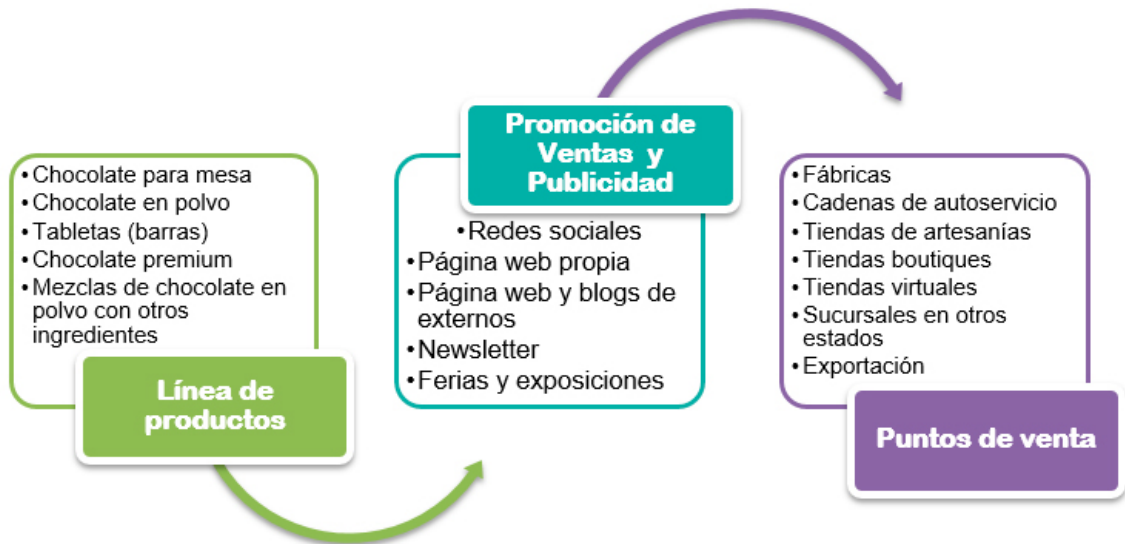 • Chocolate para mesa
• Chocolate en polvo
• Tabletas (barras)
• Chocolate premium
• Mezclas de chocolate en
polvo con otros
ingredientes
Línea de
productos
Promoción de
Ventas y
Publicidad
• Redes sociales
• Página web propia
• Página web y blogs de
externos
• Newsletter
• Ferias y exposiciones
• Fábricas
• Cadenas de autoservicio
• Tiendas de artesanías
• Tiendas boutiques
• Tiendas virtuales
• Sucursales en otros
estados
• Exportación
Puntos de venta